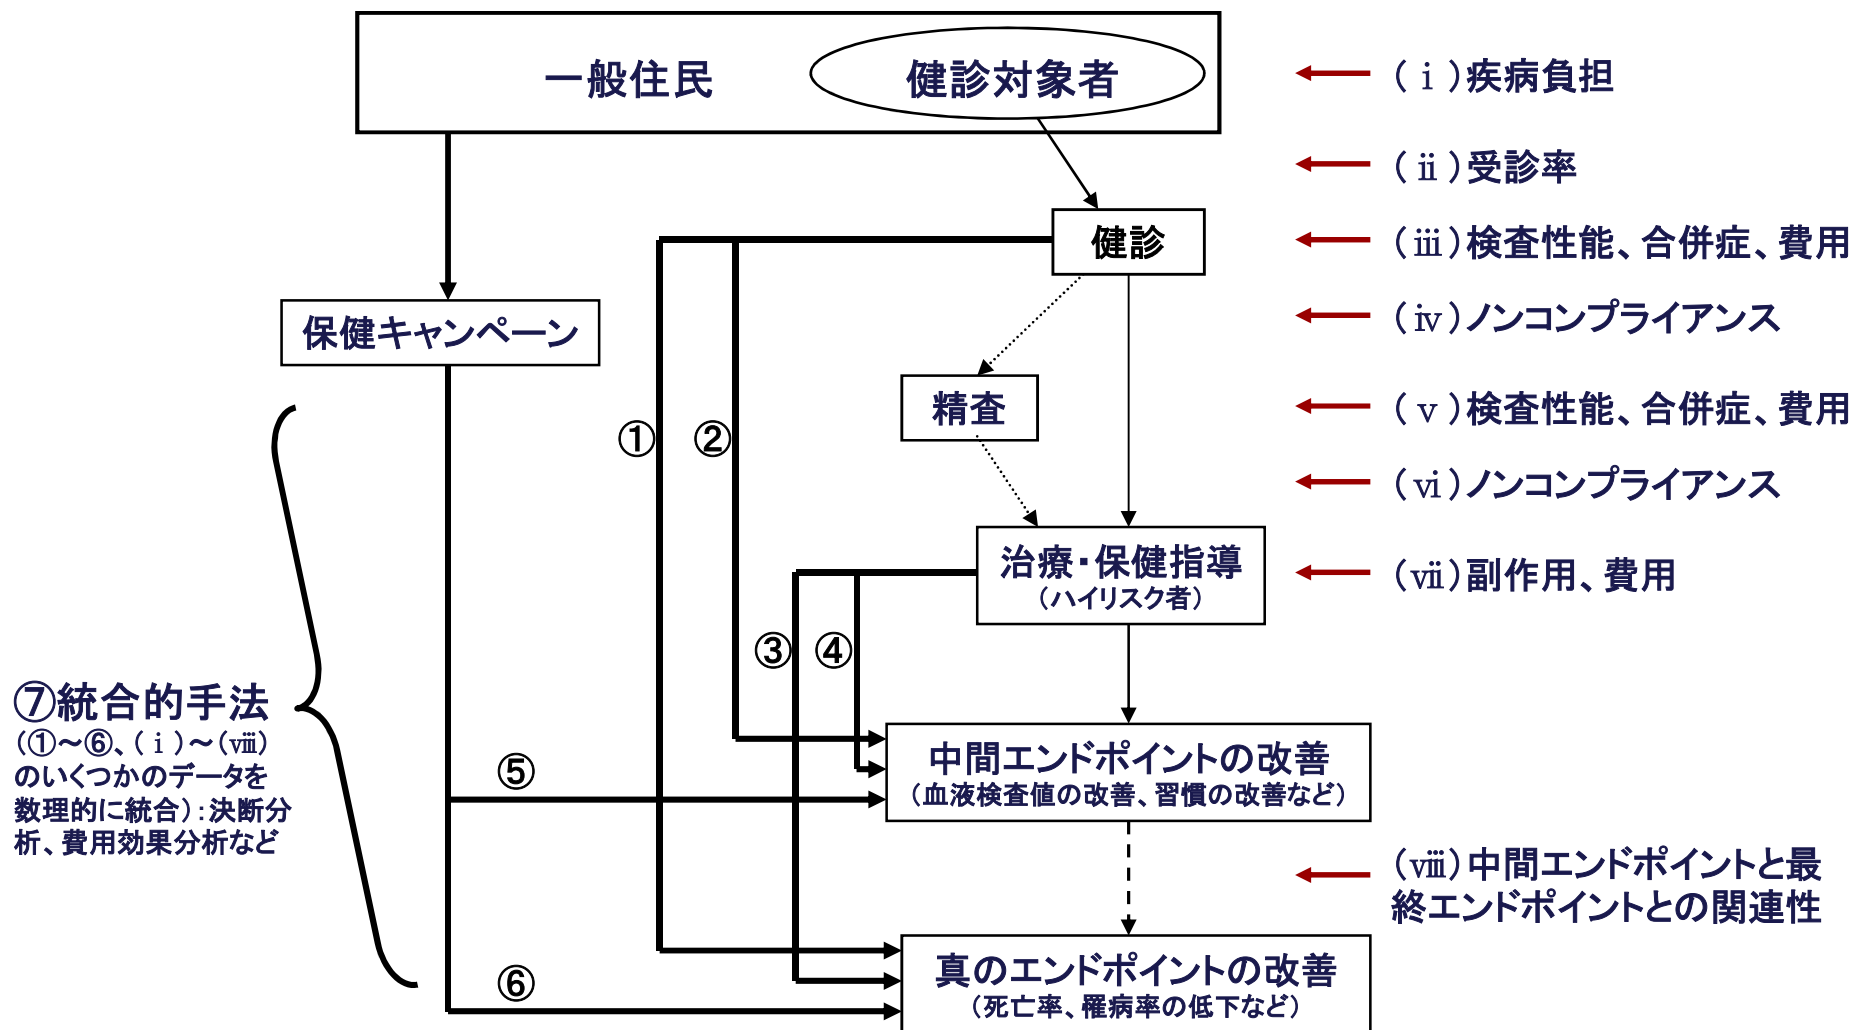 一般住民
健診対象者
(ⅰ)疾病負担
(ⅱ)受診率
健診
(ⅲ)検査性能、合併症、費用
保健キャンペーン
(ⅳ)ノンコンプライアンス
精査
(ⅴ)検査性能、合併症、費用
①
②
(ⅵ)ノンコンプライアンス
治療・保健指導
(ハイリスク者)
(ⅶ)副作用、費用
③
④
⑦統合的手法
(①~⑥、(ⅰ)~(ⅷ)
のいくつかのデータを
数理的に統合):決断分
析、費用効果分析など
⑤
中間エンドポイントの改善
(血液検査値の改善、習慣の改善など)
(ⅷ)中間エンドポイントと最
終エンドポイントとの関連性
⑥
真のエンドポイントの改善
(死亡率、罹病率の低下など)